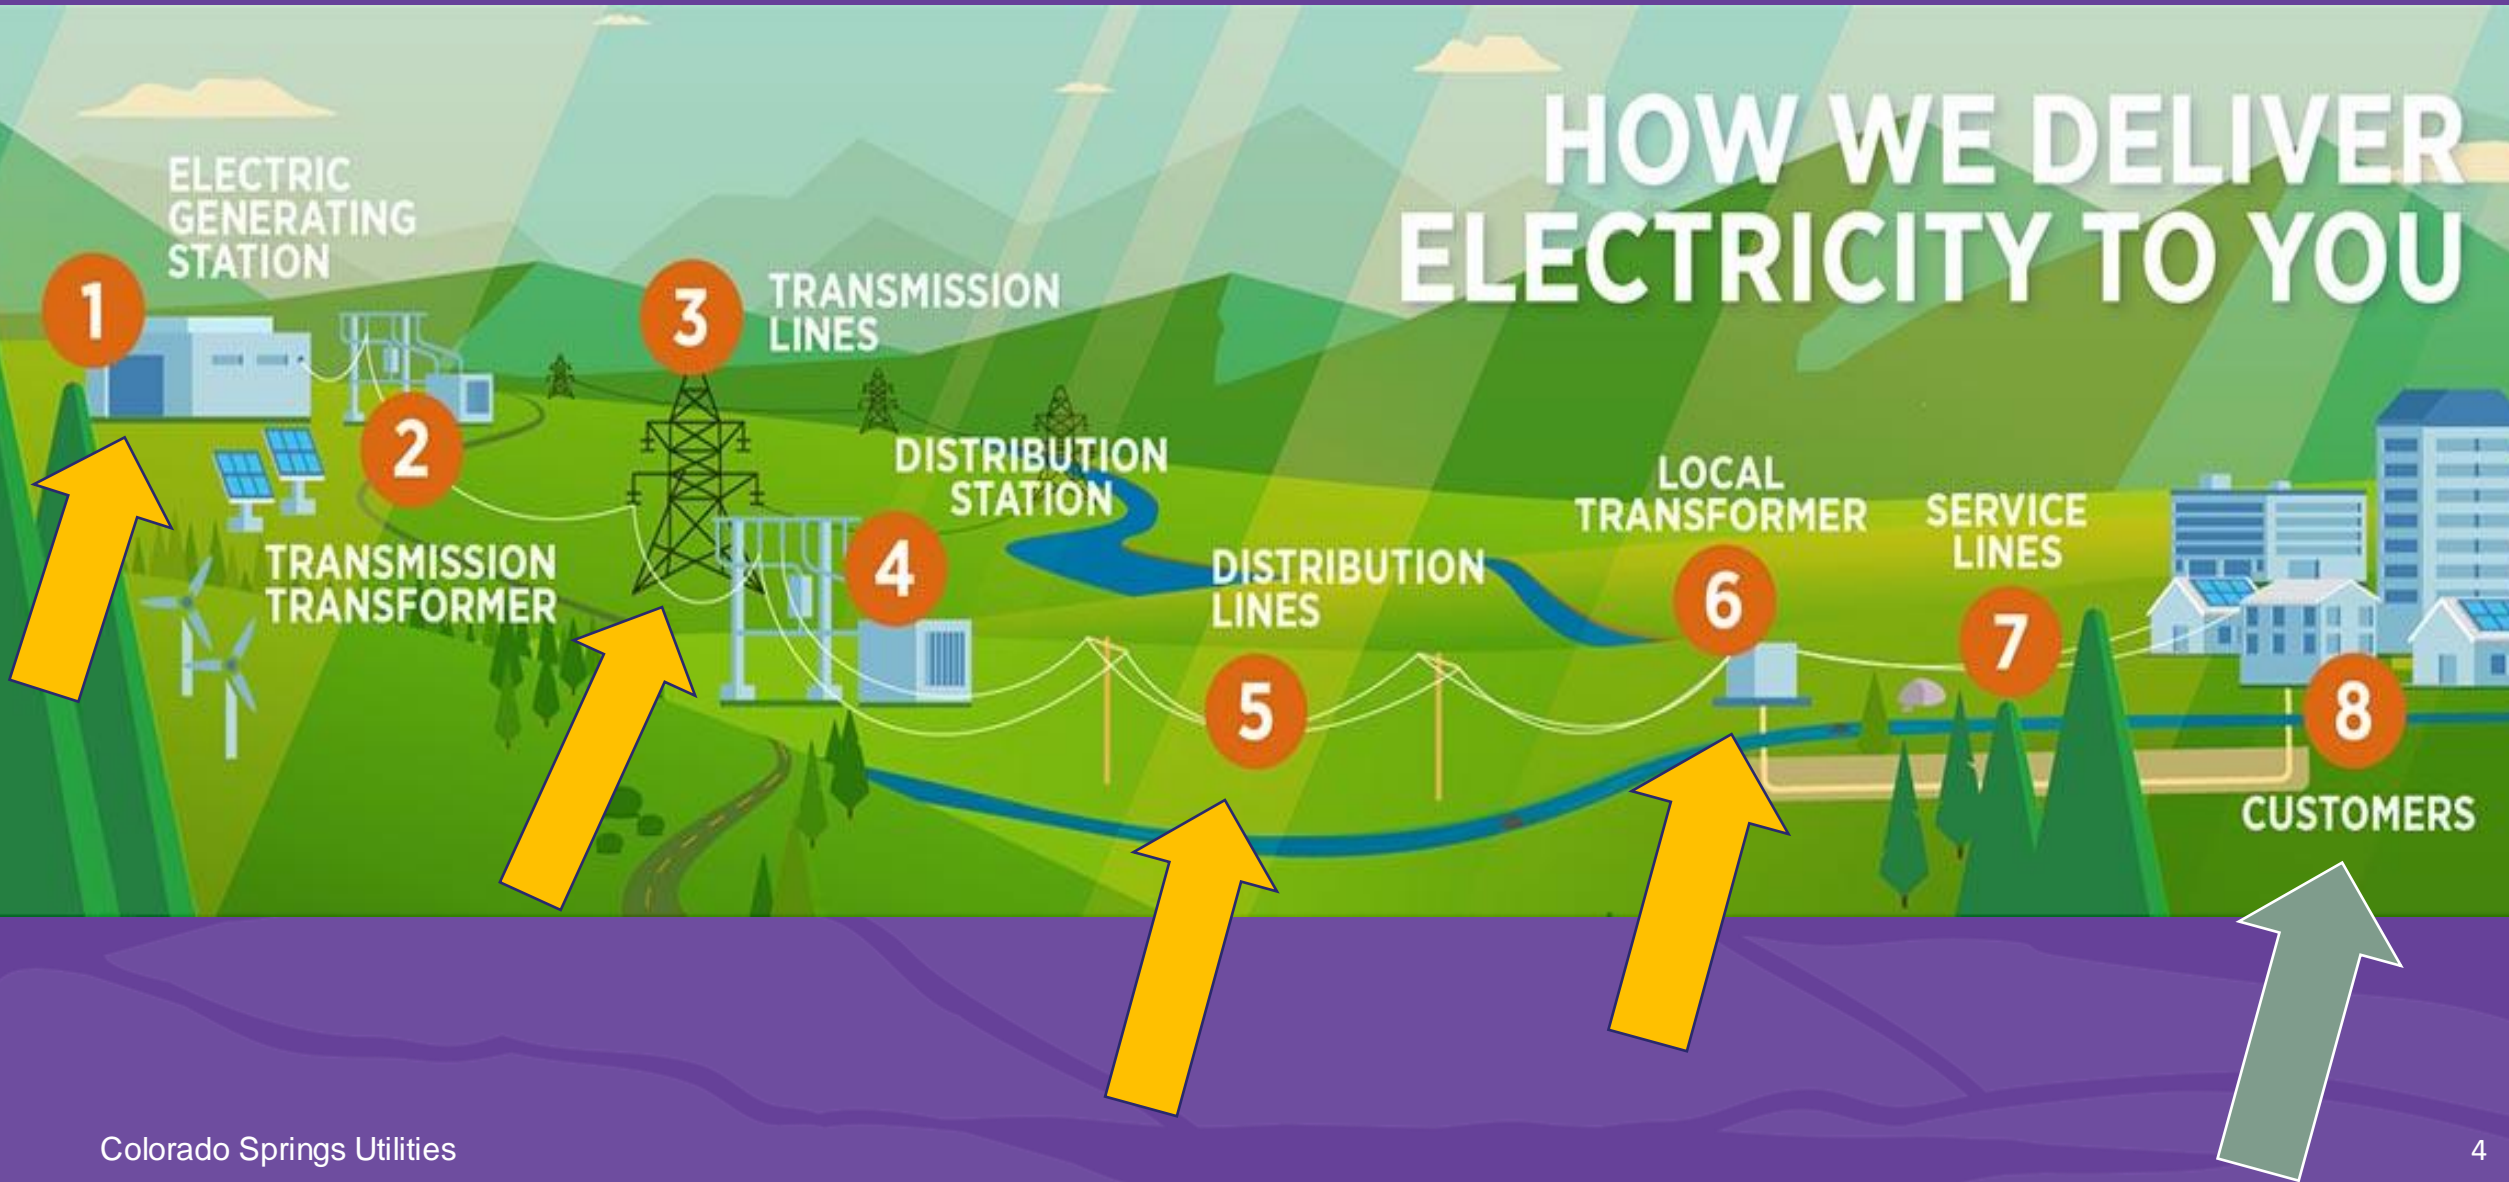 HOW WE DELIVER
ELECTRICITY TO YOU
1
ELECTRIC
GENERATING
STATION
2
TRANSMISSION
TRANSFORMER
3
TRANSMISSION
LINES
4
DISTRIBUTION
STATION
5
DISTRIBUTION
LINES
6
LOCAL
TRANSFORMER
7
SERVICE
LINES
8
CUSTOMERS
Colorado Springs Utilities
4